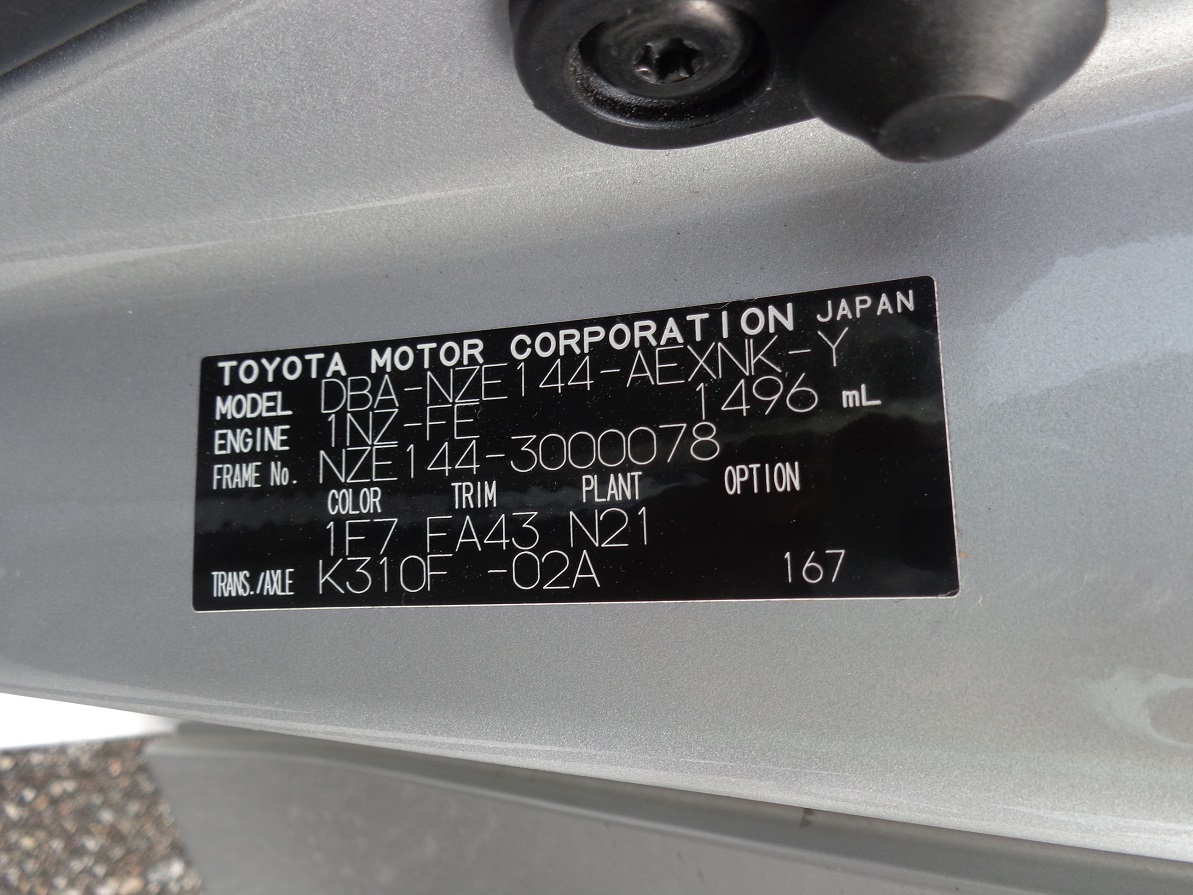 TOYOTA MOTOR CORPORATION JAPAN
MODEL DBA-NZE144-AEXNK-Y
ENGINE 1NZ-FE 1496 mL
FRAME No. NZE144-3000078
COLOR TRIM PLANT OPTION
1F7 FA43 N21
TRANS./AXLE K310F -02A 167